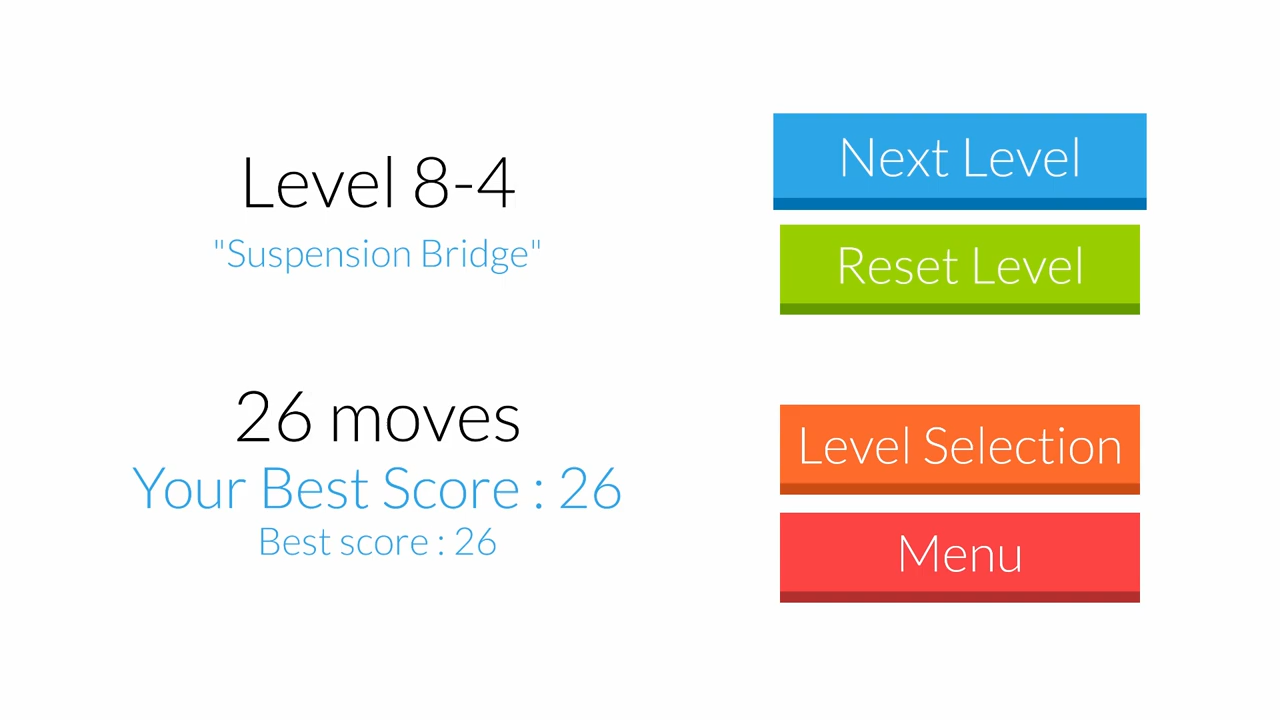 Level 8-4
"Suspension Bridge"
26 moves
Your Best Score : 26
Best score : 26
Next Level
Reset Level
Level Selection
Menu